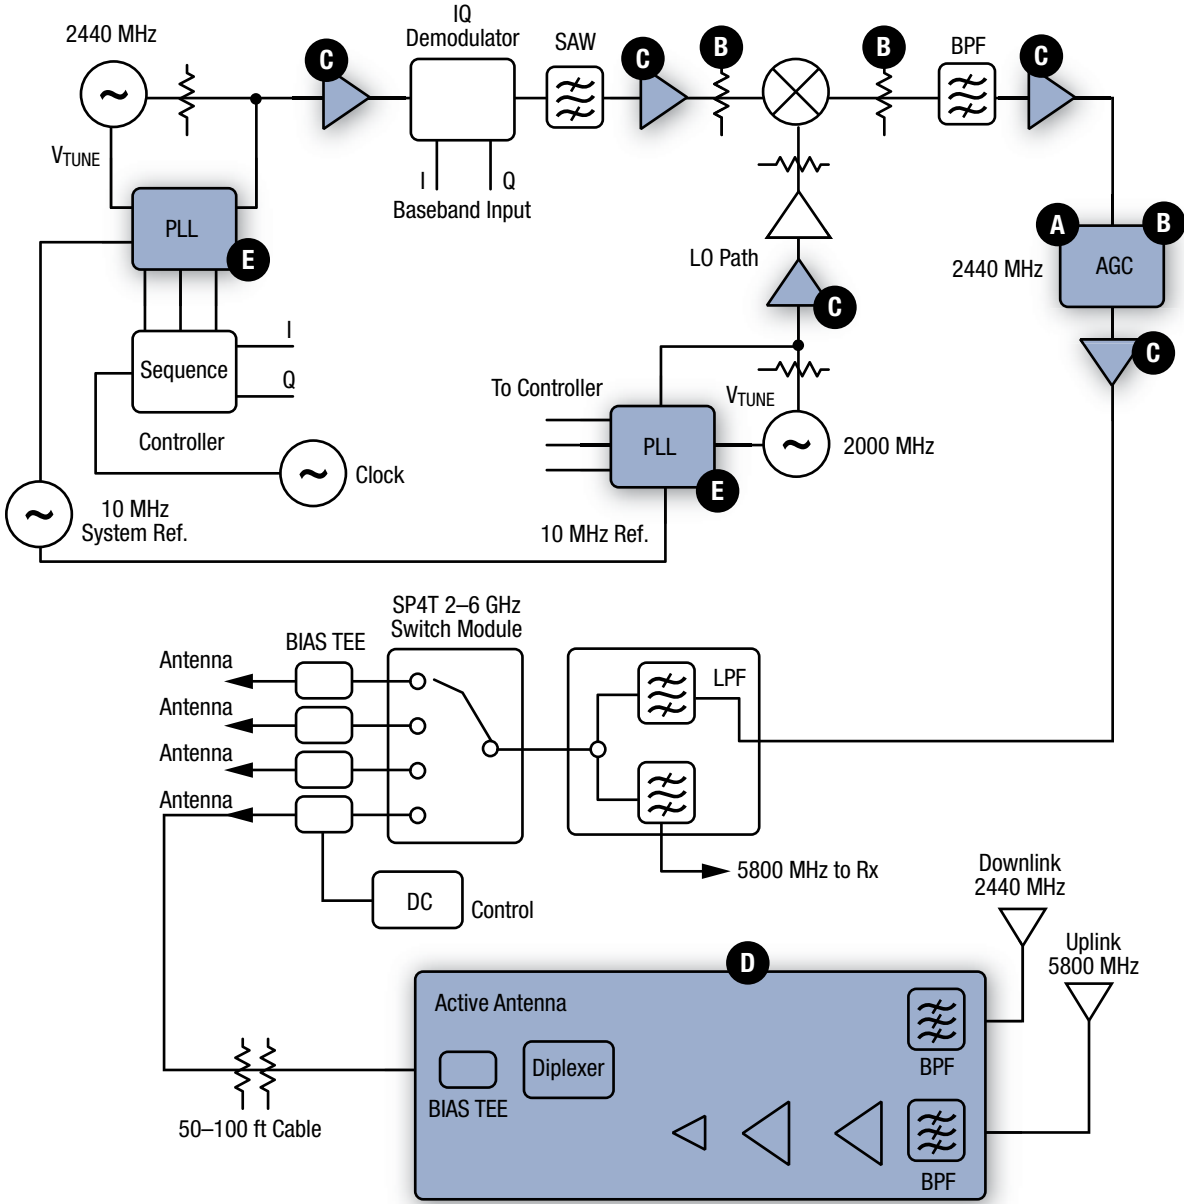 2440 MHz
IQ
Demodulator
SAW
BPF
C
C
B
B
C
VTUNE
I
Q
Baseband Input
PLL
E
LO Path
C
A
B
2440 MHz
AGC
C
I
Sequence
Q
Controller
Clock
To Controller
VTUNE
PLL
E
2000 MHz
10 MHz
System Ref.
10 MHz Ref.
SP4T 2–6 GHz
Switch Module
BIAS TEE
Antenna
Antenna
Antenna
Antenna
LPF
5800 MHz to Rx
DC
Control
Downlink
2440 MHz
Uplink
5800 MHz
D
Active Antenna
BIAS TEE
Diplexer
BPF
BPF
50–100 ft Cable